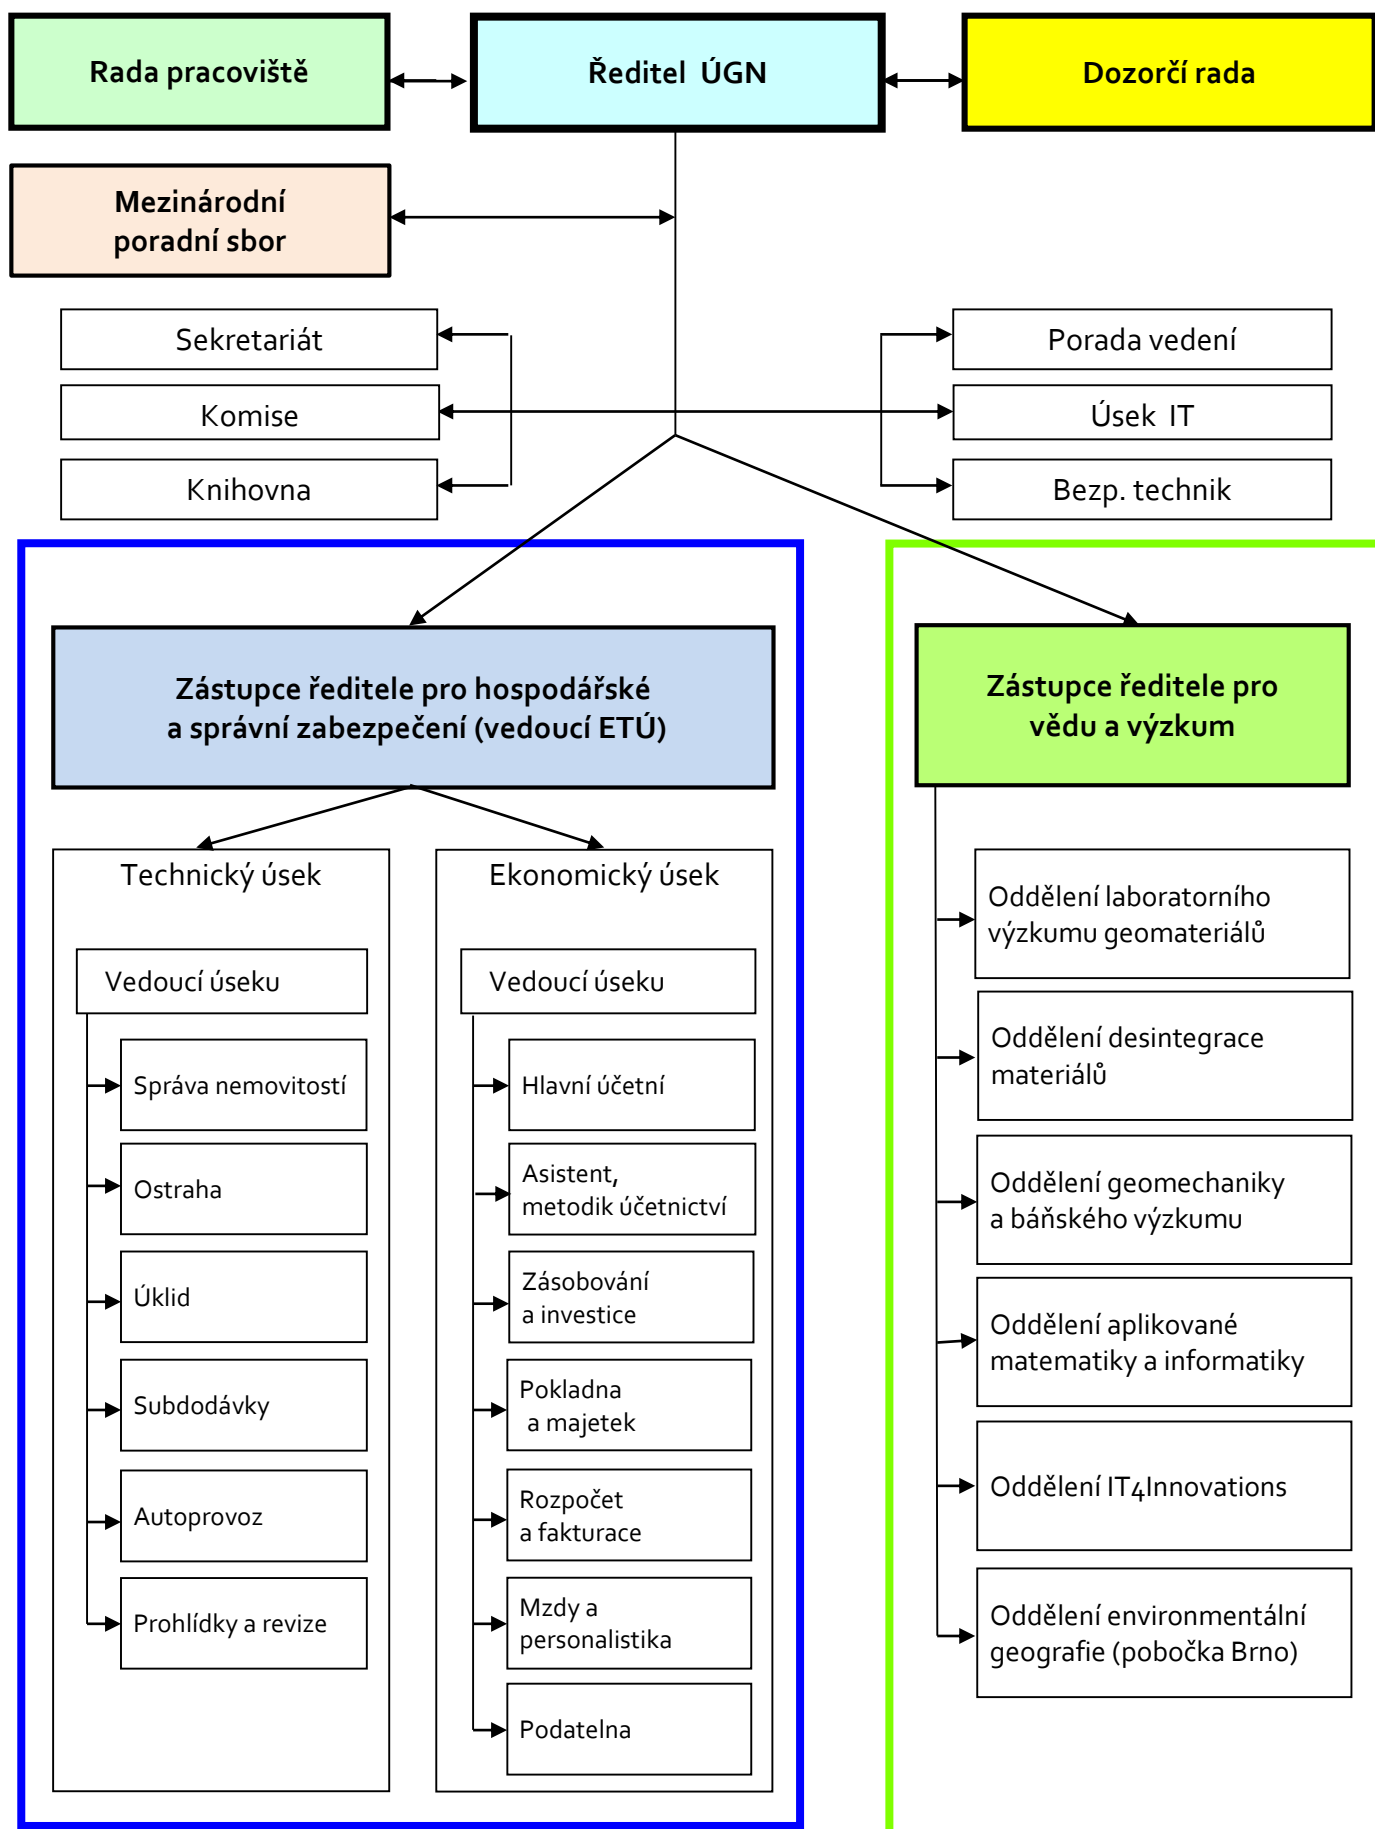 Rada pracoviště
Ředitel ÚGN
Dozorčí rada
Mezinárodní
poradní sbor
Sekretariát
Porada vedení
Komise
Úsek IT
Knihovna
Bezp. technik
Zástupce ředitele pro hospodářské
a správní zabezpečení (vedoucí ETÚ)
Zástupce ředitele pro
vědu a výzkum
Technický úsek
Vedoucí úseku
Správa nemovitostí
Ostraha
Úklid
Subdodávky
Autoprovoz
Prohlídky a revize
Ekonomický úsek
Vedoucí úseku
Hlavní účetní
Asistent,
metodik účetnictví
Zásobování
a investice
Pokladna
a majetek
Rozpočet
a fakturace
Mzdy a
personalistika
Podatelna
Oddělení laboratorního
výzkumu geomateriálů
Oddělení desintegrace
materiálů
Oddělení geomechaniky
a báňského výzkumu
Oddělení aplikované
matematiky a informatiky
Oddělení IT4Innovations
Oddělení environmentální
geografie (pobočka Brno)